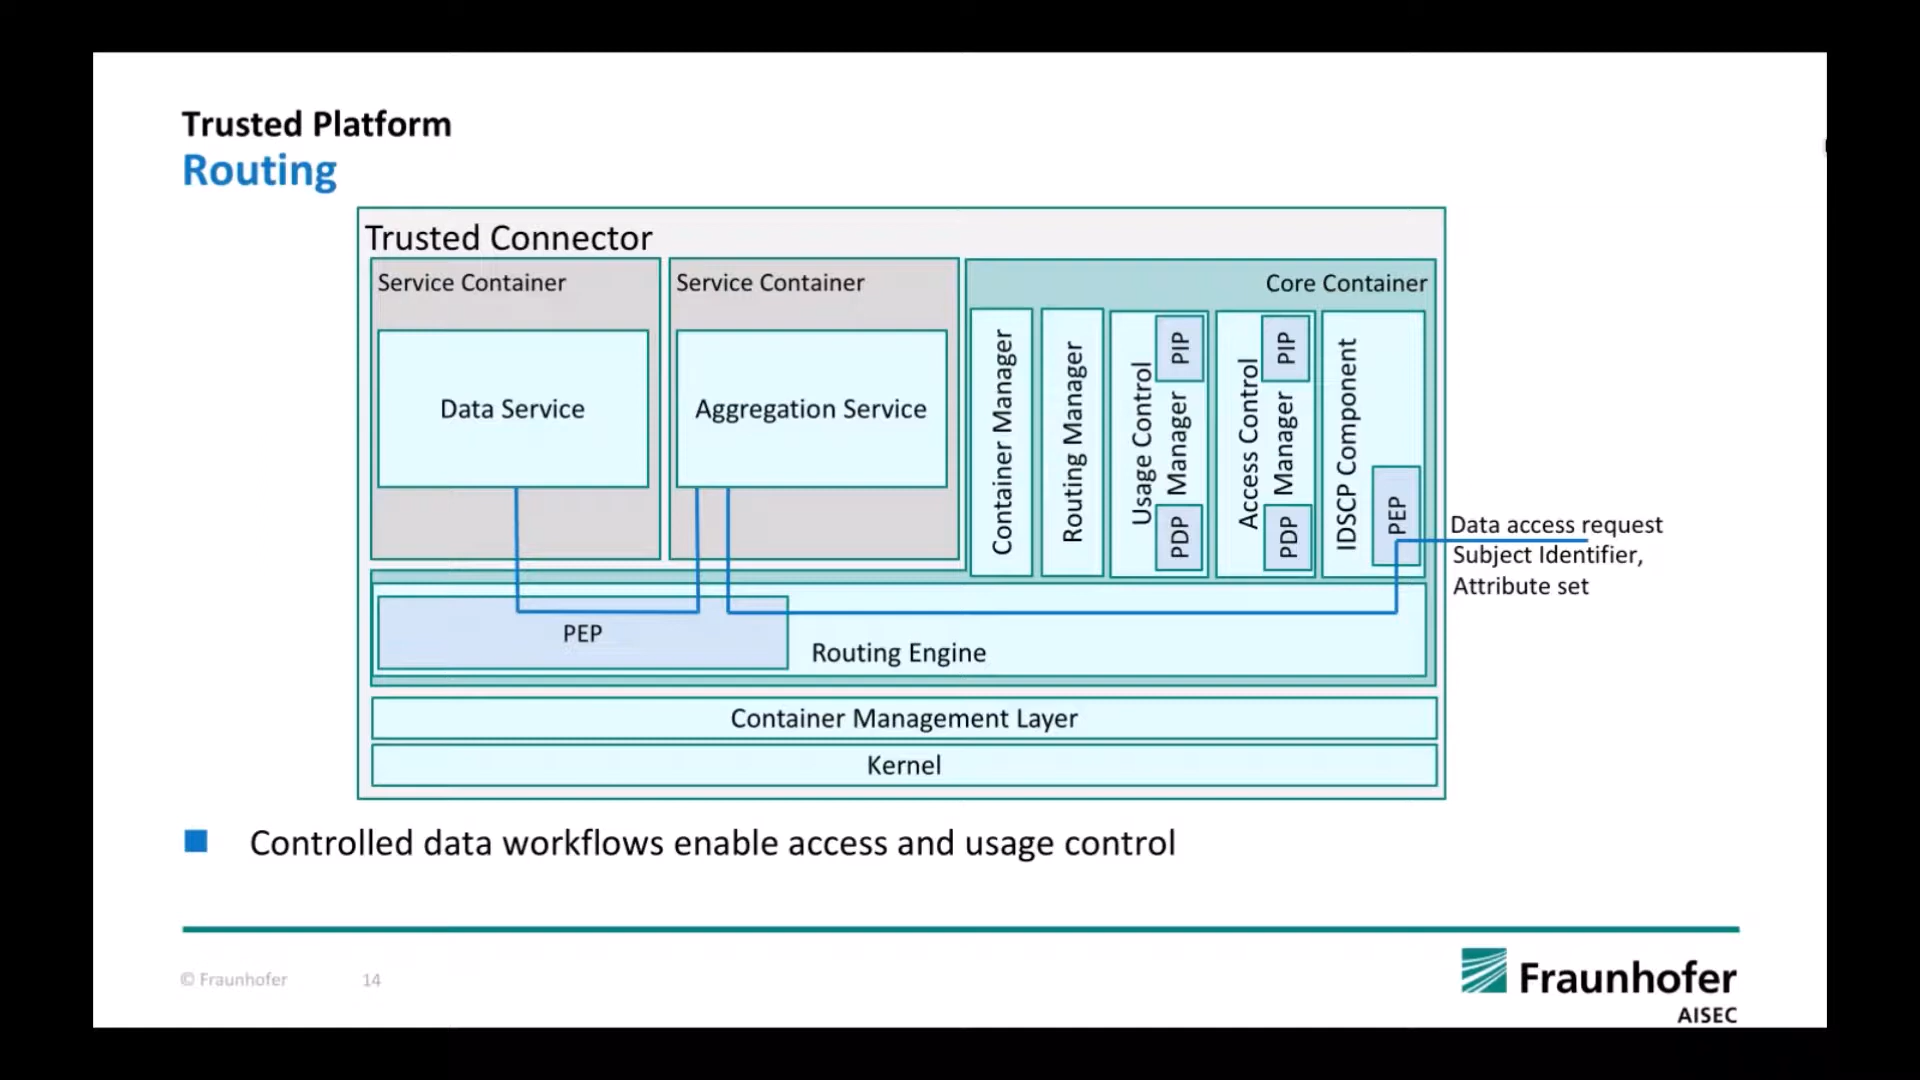 Trusted Platform
Routing
Trusted Connector
Service Container
Service Container
Core Container
Data Service
Aggregation Service
Container Manager
Routing Manager
Usage Control
Manager
PIP
PDP
Access Control
Manager
PIP
PDP
IDSCP Component
PEP
Data access request
Subject Identifier,
Attribute set
PEP
Routing Engine
Container Management Layer
Kernel
Controlled data workflows enable access and usage control
© Fraunhofer
14
Fraunhofer
AISEC